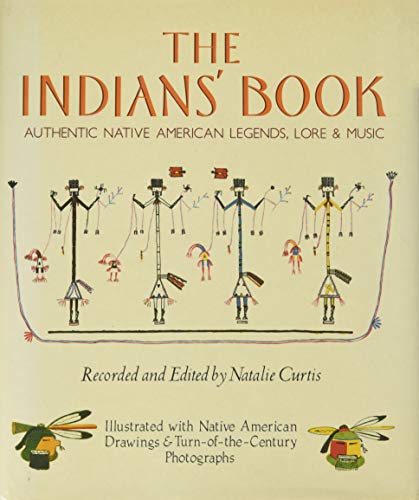 THE
INDIANS' BOOK
AUTHENTIC NATIVE AMERICAN LEGENDS, LORE & MUSIC
Recorded and Edited by Natalie Curtis
Illustrated with Native American
Drawings & Turn-of-the-Century
Photographs